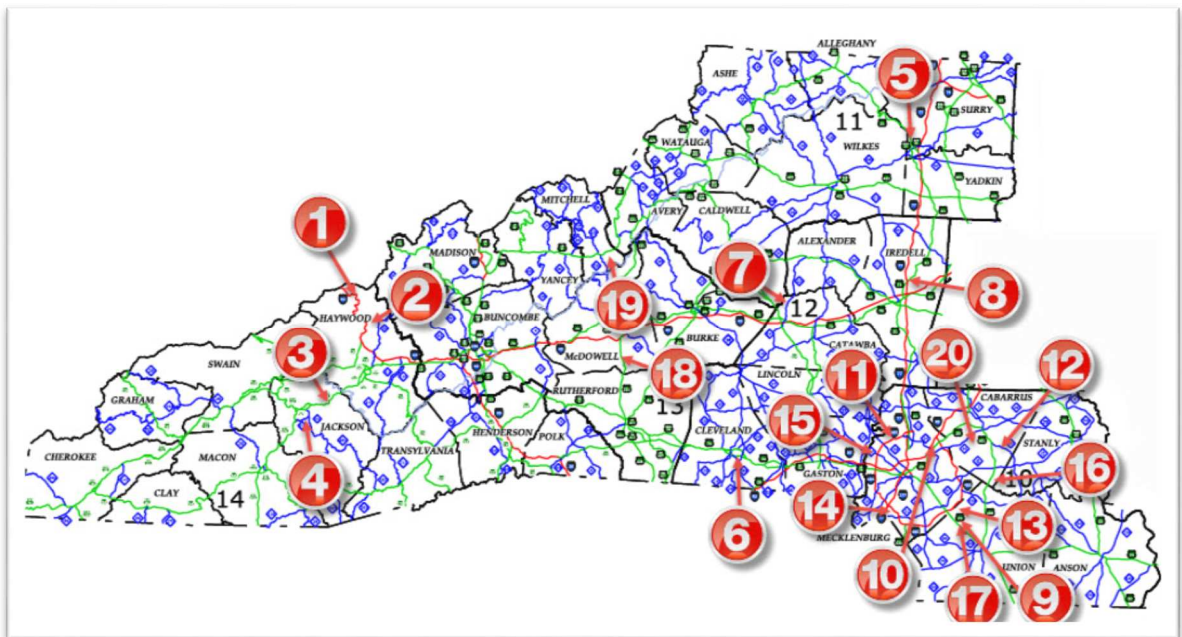 ALLEGHANY
ASHE
5
SURRY
11
WATAUGA
WILKES
YADKIN
MITCHELL
1
AVERY
CALDWELL
ALEXANDER
MADISON
IREDELL
7
2
YANCEY
8
HAYWOOD
19
12
BUNCOMBE
BURKE
3
CATAWBA
20
McDOWELL
12
SWAIN
18
LINCOLN
11
RUTHERFORD
CABARRUS
GRAHAM
13
15
JACKSON
HENDERSON
POLK
CLEVELAND
STANLY
TRANSYLVANIA
CHEROKEE
MACON
16
GASTON
4
CLAY
14
14
13
6
MECKLENBURG
10
UNION
ANSON
17
9